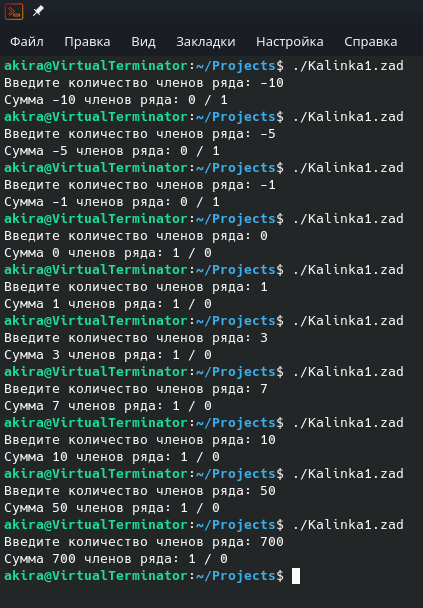 Файл Правка Вид Закладки Настройка Справка
akira@VirtualTerminator:~/Projects$ ./Kalinka1.zad
Введите количество членов ряда: -10
Сумма -10 членов ряда: 0 / 1
akira@VirtualTerminator:~/Projects$ ./Kalinka1.zad
Введите количество членов ряда: -5
Сумма -5 членов ряда: 0 / 1
akira@VirtualTerminator:~/Projects$ ./Kalinka1.zad
Введите количество членов ряда: -1
Сумма -1 членов ряда: 0 / 1
akira@VirtualTerminator:~/Projects$ ./Kalinka1.zad
Введите количество членов ряда: 0
Сумма 0 членов ряда: 1 / 0
akira@VirtualTerminator:~/Projects$ ./Kalinka1.zad
Введите количество членов ряда: 1
Сумма 1 членов ряда: 1 / 0
akira@VirtualTerminator:~/Projects$ ./Kalinka1.zad
Введите количество членов ряда: 3
Сумма 3 членов ряда: 1 / 0
akira@VirtualTerminator:~/Projects$ ./Kalinka1.zad
Введите количество членов ряда: 7
Сумма 7 членов ряда: 1 / 0
akira@VirtualTerminator:~/Projects$ ./Kalinka1.zad
Введите количество членов ряда: 10
Сумма 10 членов ряда: 1 / 0
akira@VirtualTerminator:~/Projects$ ./Kalinka1.zad
Введите количество членов ряда: 50
Сумма 50 членов ряда: 1 / 0
akira@VirtualTerminator:~/Projects$ ./Kalinka1.zad
Введите количество членов ряда: 700
Сумма 700 членов ряда: 1 / 0
akira@VirtualTerminator:~/Projects$